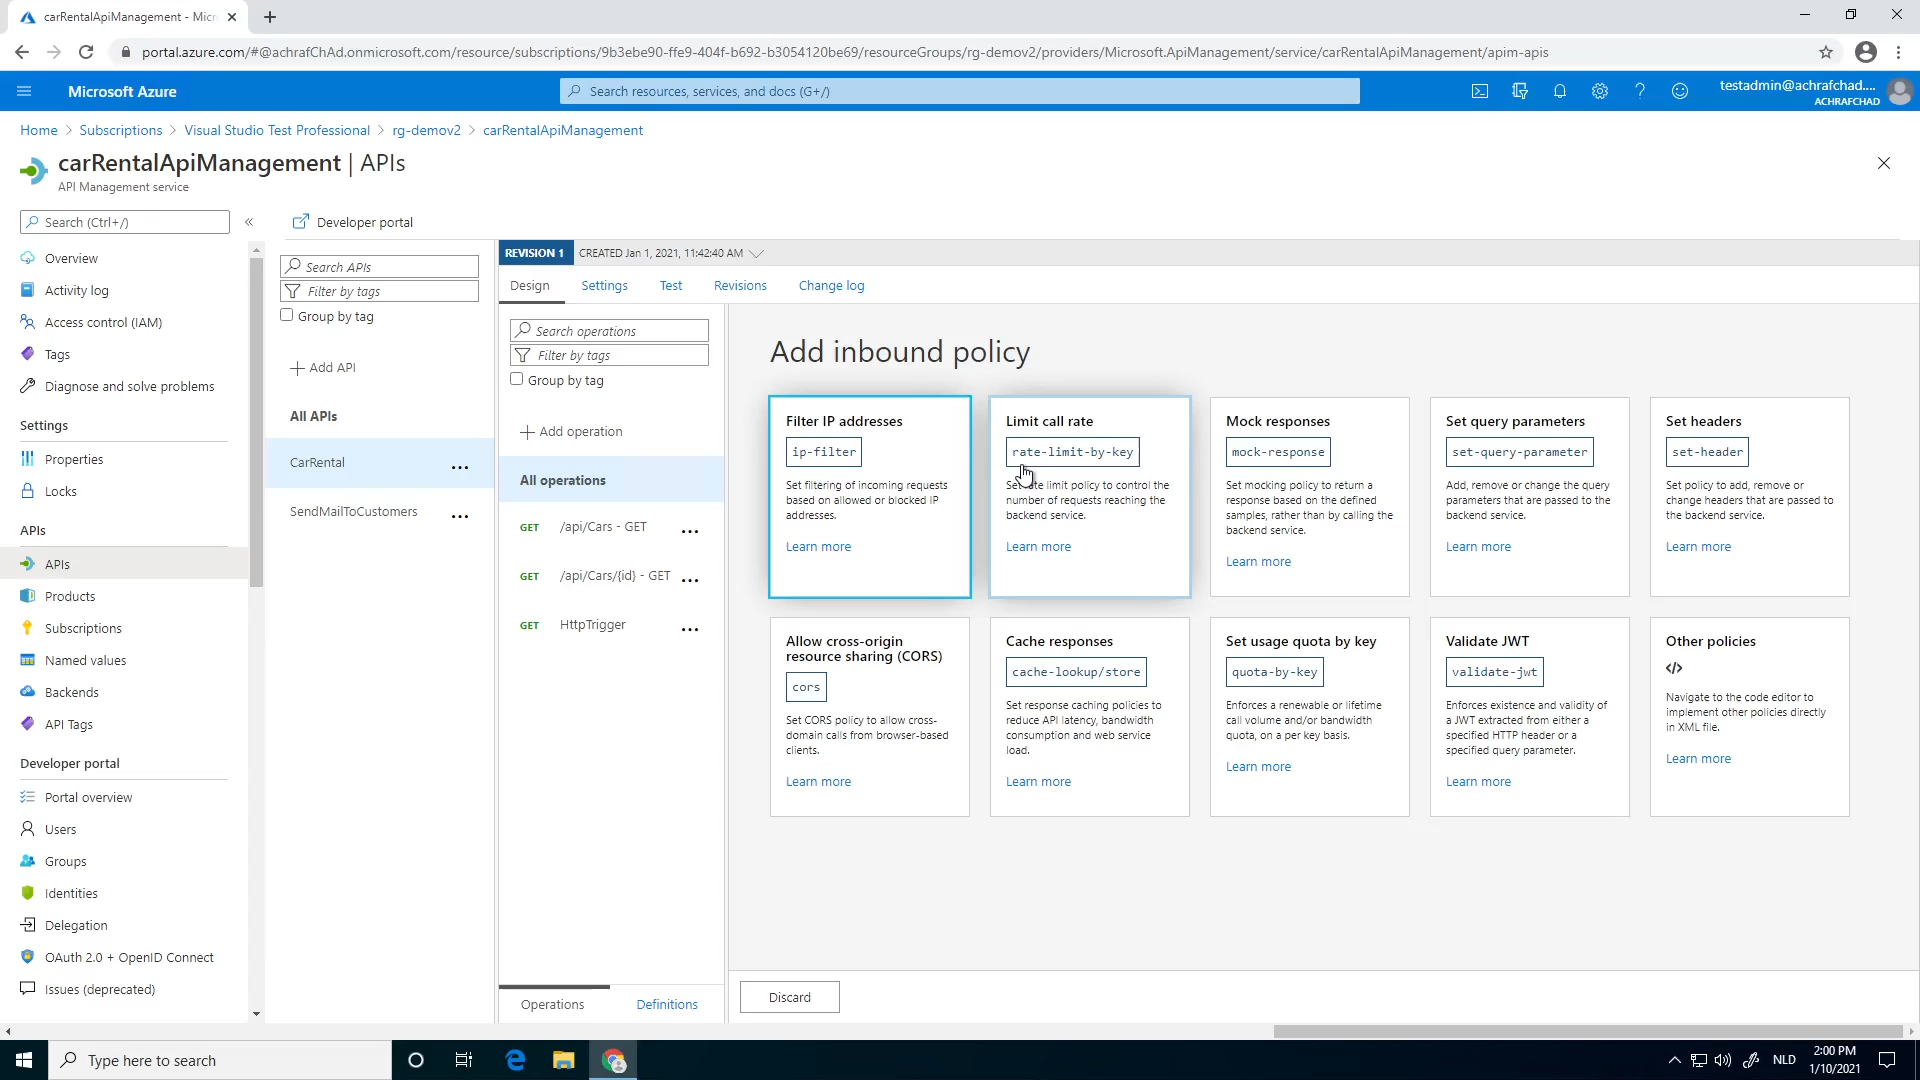 carRentalApiManagement - Micr
portal.azure.com/#@achrafChAd.onmicrosoft.com/resource/subscriptions/9b3ebe90-ffe9-404f-b692-b3054120be69/resourceGroups/rg-demov2/providers/Microsoft.ApiManagement/service/carRentalApiManagement/apim-apis
Microsoft Azure
Search resources, services, and docs (G+/)
testadmin@achrafchad....
ACHRAFCHAD
Home > Subscriptions > Visual Studio Test Professional > rg-demov2 > carRentalApiManagement
carRentalApiManagement | APIs
API Management service
Search (Ctrl+/)
«
Overview
Activity log
Access control (IAM)
Tags
Diagnose and solve problems
Settings
Properties
Locks
APIs
APIs
Products
Subscriptions
Named values
Backends
API Tags
Developer portal
Portal overview
Users
Groups
Identities
Delegation
OAuth 2.0 + OpenID Connect
Issues (deprecated)
Developer portal
Search APIs
Filter by tags
Group by tag
Add API
All APIs
CarRental
...
SendMailToCustomers
...
REVISION 1
CREATED Jan 1, 2021, 11:42:40 AM
Design
Settings
Test
Revisions
Change log
Search operations
Filter by tags
Group by tag
Add operation
All operations
GET /api/Cars - GET ...
GET /api/Cars/{id} - GET ...
GET HttpTrigger ...
Operations
Definitions
Add inbound policy
Filter IP addresses
ip-filter
Set filtering of incoming requests
based on allowed or blocked IP
addresses.
Learn more
Limit call rate
rate-limit-by-key
Set rate limit policy to control the
number of requests reaching the
backend service.
Learn more
Mock responses
mock-response
Set mocking policy to return a
response based on the defined
samples, rather than by calling the
backend service.
Learn more
Set query parameters
set-query-parameter
Add, remove or change the query
parameters that are passed to the
backend service.
Learn more
Set headers
set-header
Set policy to add, remove or
change headers that are passed to
the backend service.
Learn more
Allow cross-origin
resource sharing (CORS)
cors
Set CORS policy to allow cross-
domain calls from browser-based
clients.
Learn more
Cache responses
cache-lookup/store
Set response caching policies to
reduce API latency, bandwidth
consumption and web service
load.
Learn more
Set usage quota by key
quota-by-key
Enforces a renewable or lifetime
call volume and/or bandwidth
quota, on a per key basis.
Learn more
Validate JWT
validate-jwt
Enforces existence and validity of
a JWT extracted from either a
specified HTTP header or a
specified query parameter.
Learn more
Other policies
</>
Navigate to the code editor to
implement other policies directly
in XML file.
Learn more
Discard
Type here to search
NLD
2:00 PM
1/10/2021